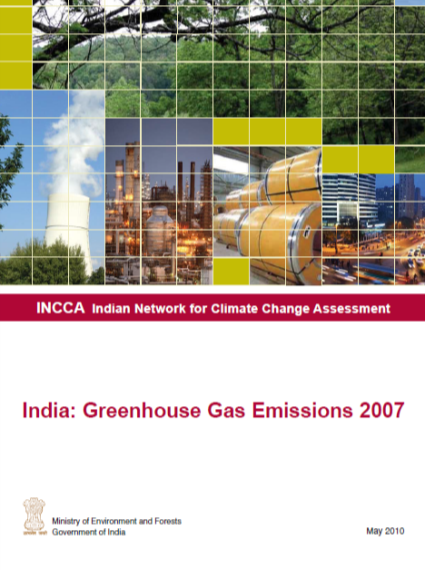 INCCA Indian Network for Climate Change Assessment
India: Greenhouse Gas Emissions 2007
Ministry of Environment and Forests
Government of India
May 2010